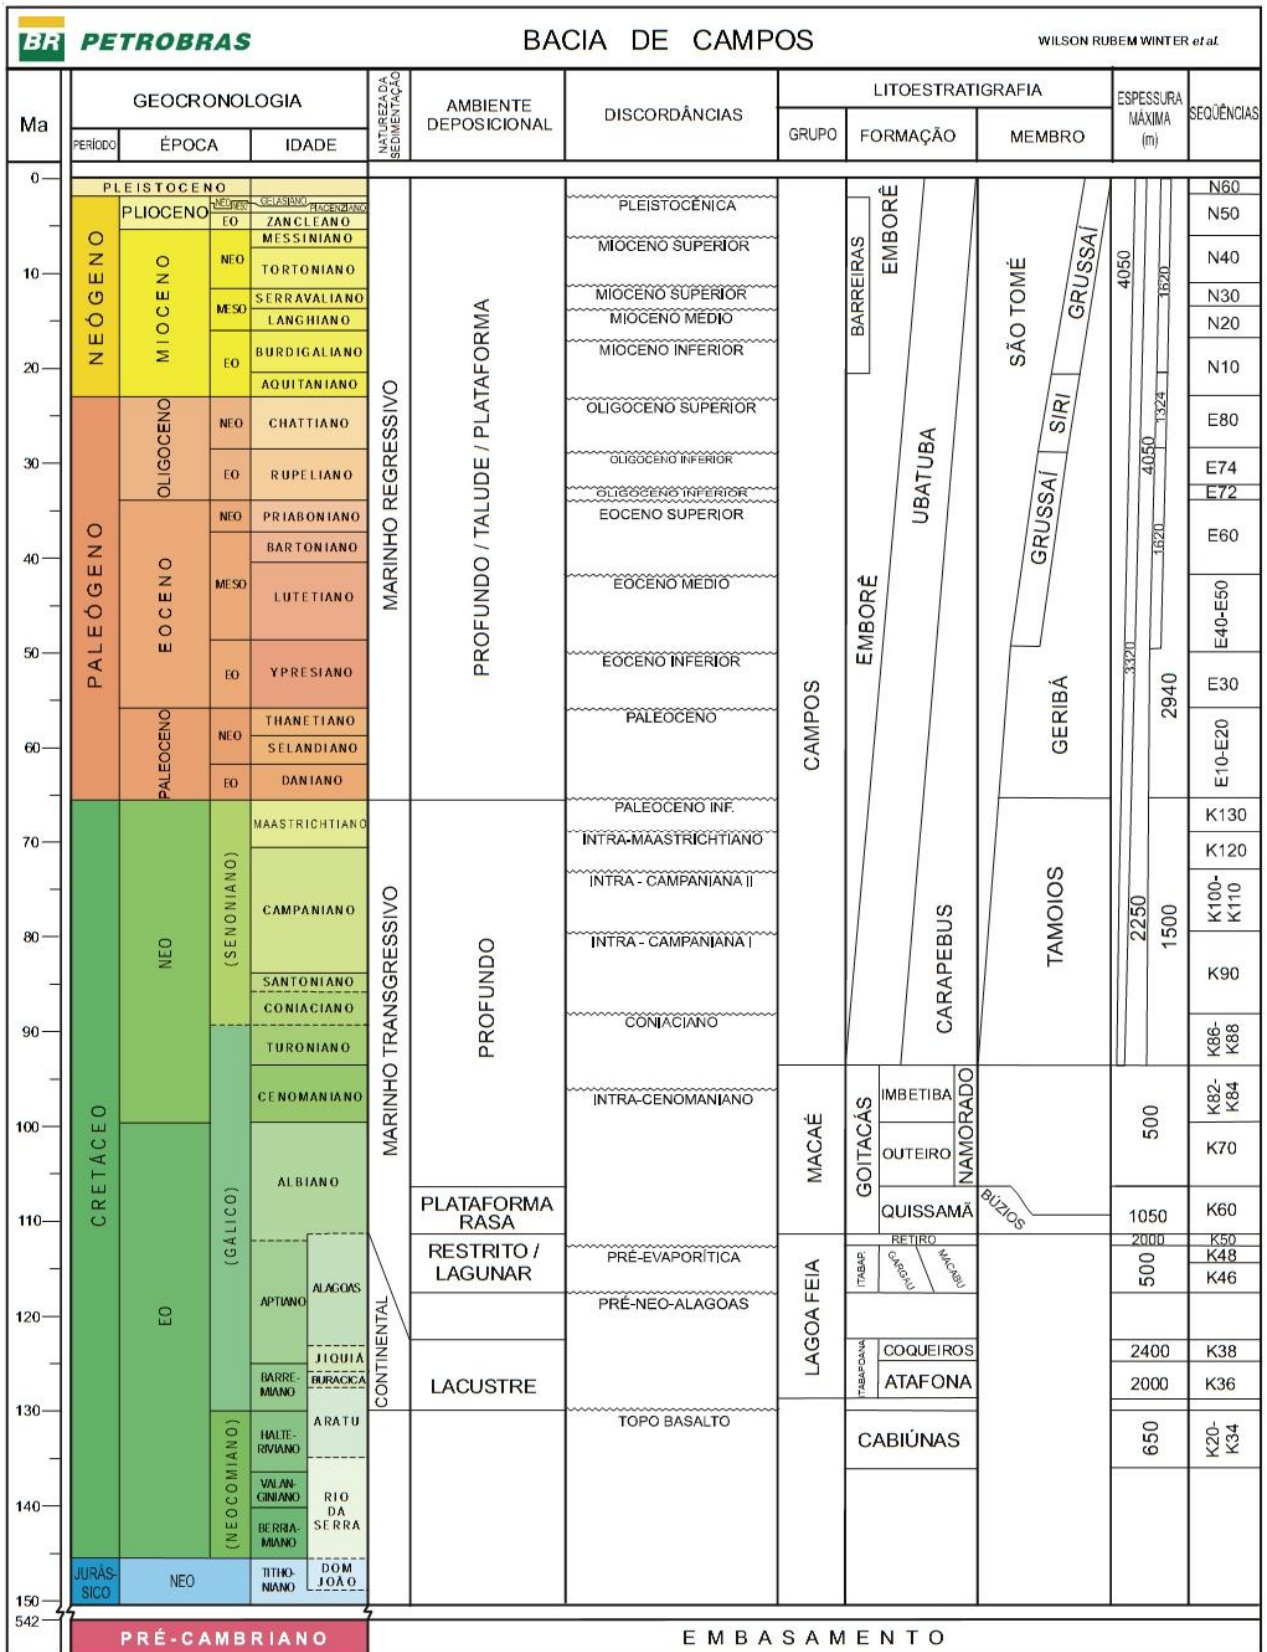 BR PETROBRAS
BACIA DE CAMPOS
WILSON RUBEM WINTER et al.
Ma
GEOCRONOLOGIA
PERÍODO
ÉPOCA
IDADE
NATUREZA DA SEDIMENTAÇÃO
AMBIENTE
DEPOSICIONAL
DISCORDÂNCIAS
LITOESTRATIGRAFIA
GRUPO
FORMAÇÃO
MEMBRO
ESPESSURA
MÁXIMA
(m)
SEQÜÊNCIAS
0
10
20
30
40
50
60
70
80
90
100
110
120
130
140
150
542
NEÓGENO
PALEÓGENO
CRETÁCEO
JURÁS-
SICO
PLEISTOCENO
PLIOCENO
MIOCENO
OLIGOCENO
EOCENO
PALEOCENO
NEO
EO
NEO
NEO
EO
NEO
MESO
EO
NEO
EO
NEO
MESO
EO
NEO
EO
(SENONIANO)
(GÁLICO)
(NEOCOMIANO)
GELASIANO
PIACENZIANO
ZANCLEANO
MESSINIANO
TORTONIANO
SERRAVALIANO
LANGHIANO
BURDIGALIANO
AQUITANIANO
CHATTIANO
RUPELIANO
PRIABONIANO
BARTONIANO
LUTETIANO
YPRESIANO
THANETIANO
SELANDIANO
DANIANO
MAASTRICHTIANO
CAMPANIANO
SANTONIANO
CONIACIANO
TURONIANO
CENOMANIANO
ALBIANO
APTIANO
BARRE-
MIANO
HALTE-
RIVIANO
VALAN-
GINIANO
BERRIA-
MIANO
TITHO-
NIANO
ALAGOAS
JIQUIÁ
BURACICA
ARATU
RIO
DA
SERRA
DOM
JOÃO
MARINHO REGRESSIVO
MARINHO TRANSGRESSIVO
CONTINENTAL
PROFUNDO / TALUDE / PLATAFORMA
PROFUNDO
PLATAFORMA
RASA
RESTRITO /
LAGUNAR
LACUSTRE
PLEISTOCÊNICA
MIOCENO SUPERIOR
MIOCENO SUPERIOR
MIOCENO MÉDIO
MIOCENO INFERIOR
OLIGOCENO SUPERIOR
OLIGOCENO INFERIOR
OLIGOCENO INFERIOR
EOCENO SUPERIOR
EOCENO MÉDIO
EOCENO INFERIOR
PALEOCENO
PALEOCENO INF.
INTRA-MAASTRICHTIANO
INTRA - CAMPANIANA II
INTRA - CAMPANIANA I
CONIACIANO
INTRA-CENOMANIANO
PRÉ-EVAPORÍTICA
PRÉ-NEO-ALAGOAS
TOPO BASALTO
CAMPOS
MACAÉ
LAGOA FEIA
BARREIRAS
EMBORÊ
UBATUBA
EMBORÊ
CARAPEBUS
GOITACÁS
IMBETIBA
OUTEIRO
NAMORADO
QUISSAMÃ
RETIRO
ITABAP.
GARGAU
MACABU
ITABAPOANA
COQUEIROS
ATAFONA
CABIÚNAS
SÃO TOMÉ
GRUSSAÍ
SIRI
GRUSSAÍ
GERIBÁ
TAMOIOS
BÚZIOS
4050
1620
1324
4050
1620
3320
2940
2250
1500
500
1050
2000
500
2400
2000
650
N60
N50
N40
N30
N20
N10
E80
E74
E72
E60
E40-E50
E30
E10-E20
K130
K120
K100-
K110
K90
K86-
K88
K82-
K84
K70
K60
K50
K48
K46
K38
K36
K20-
K34
PRÉ-CAMBRIANO
EMBASAMENTO